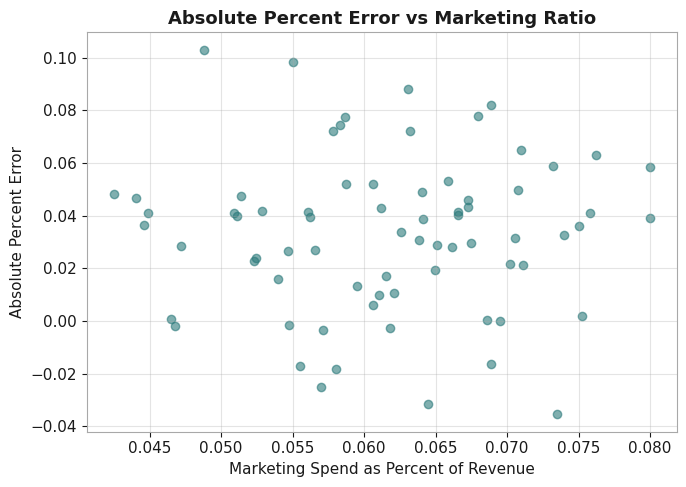 Absolute Percent Error vs Marketing Ratio
Absolute Percent Error
0.10
0.08
0.06
0.04
0.02
0.00
−0.02
−0.04
0.045 0.050 0.055 0.060 0.065 0.070 0.075 0.080
Marketing Spend as Percent of Revenue